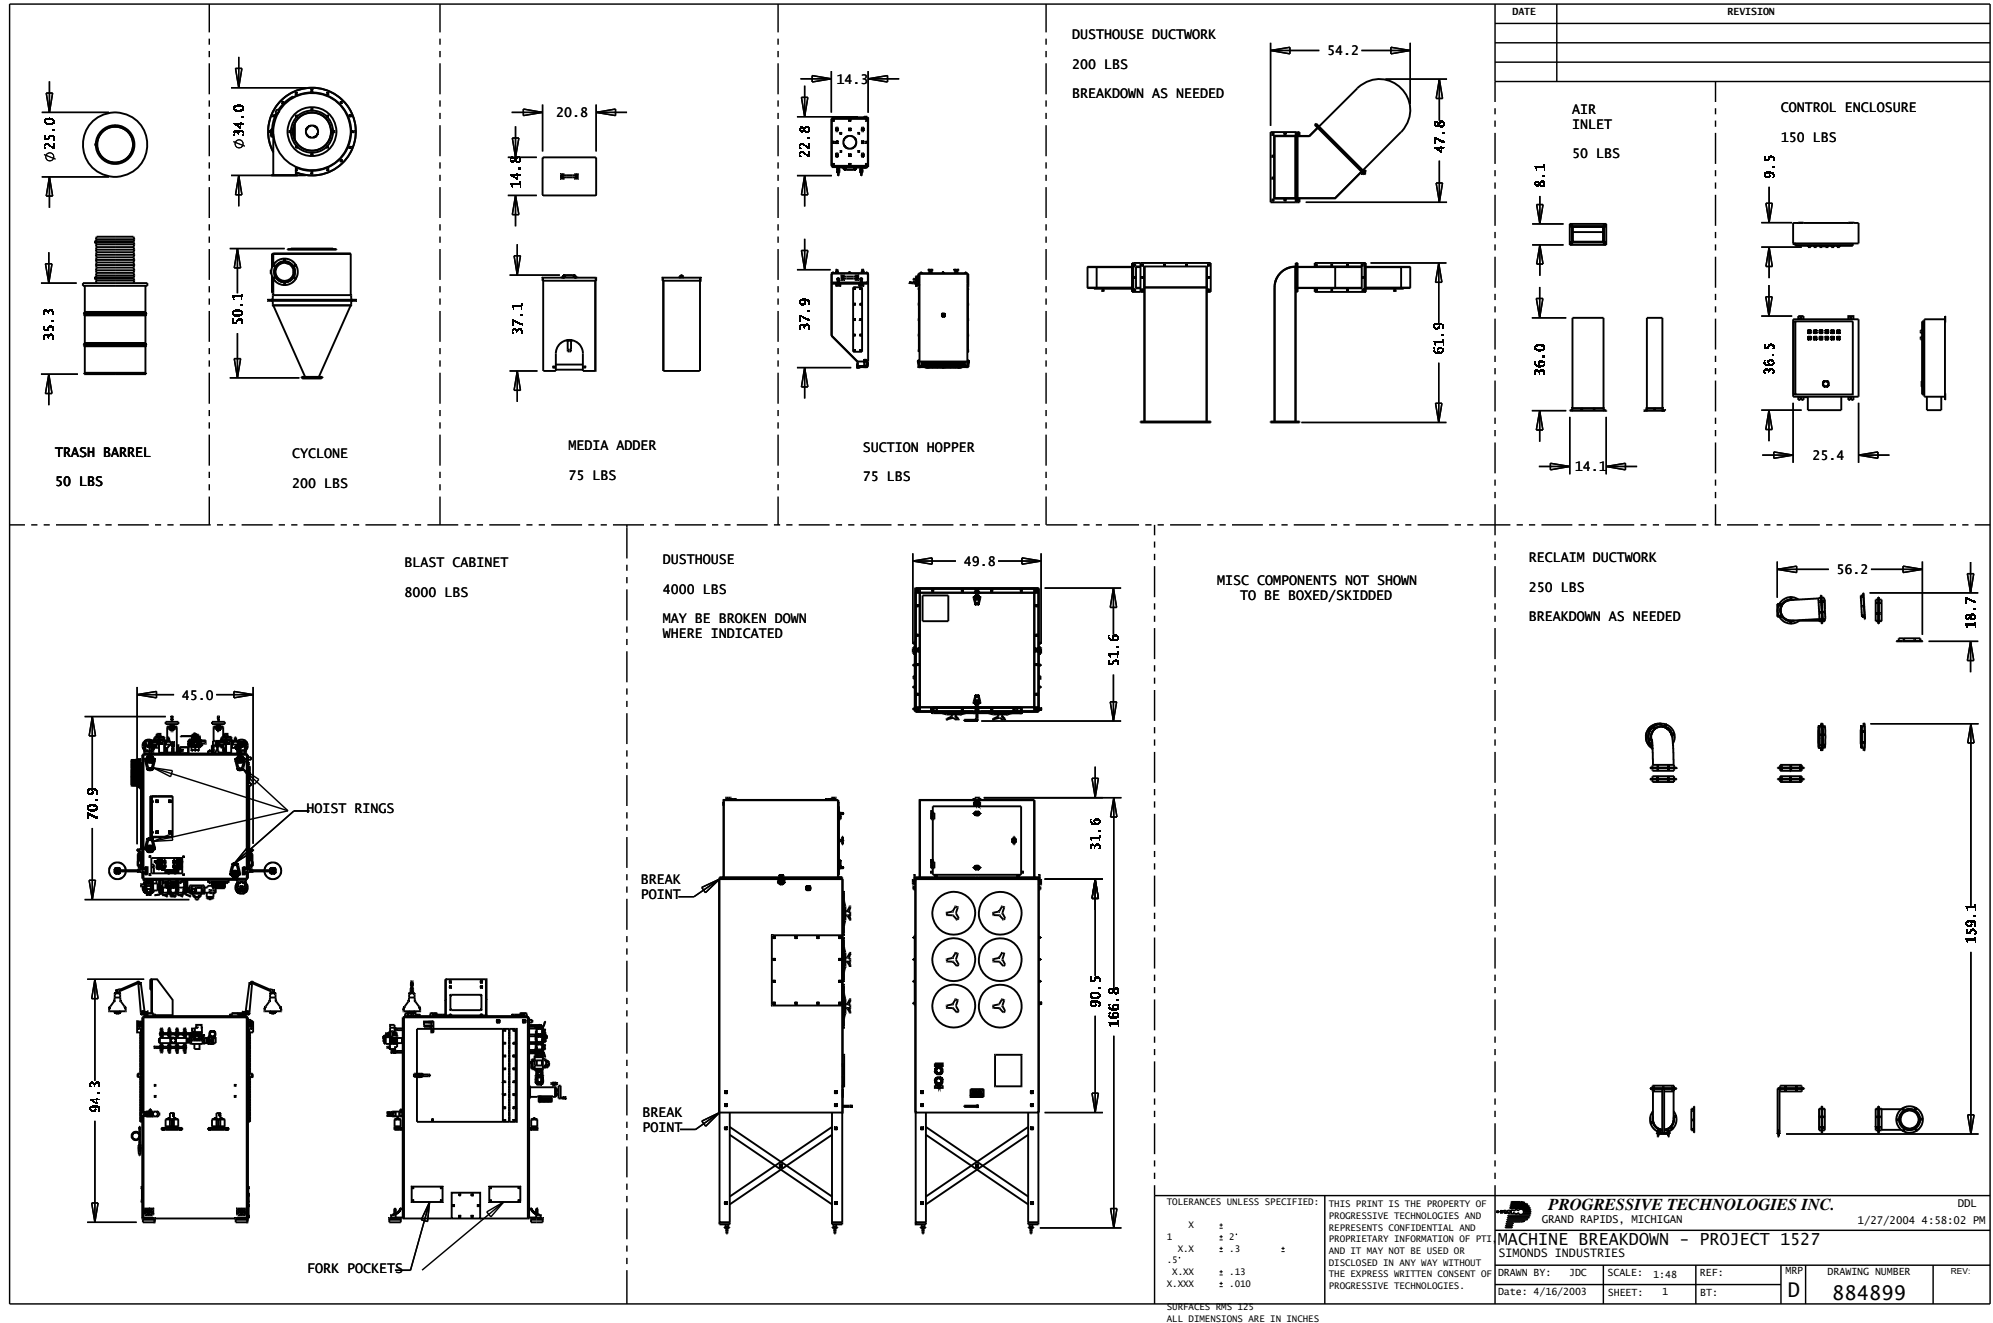 DATE
REVISION
Ø25.0
35.3
TRASH BARREL
50 LBS
Ø34.0
50.1
CYCLONE
200 LBS
20.8
14.8
37.1
MEDIA ADDER
75 LBS
14.3
22.8
37.9
SUCTION HOPPER
75 LBS
DUSTHOUSE DUCTWORK
200 LBS
BREAKDOWN AS NEEDED
54.2
47.8
61.9
AIR
INLET
50 LBS
8.1
36.0
14.1
CONTROL ENCLOSURE
150 LBS
9.5
36.5
25.4
BLAST CABINET
8000 LBS
45.0
70.9
HOIST RINGS
94.3
FORK POCKETS
DUSTHOUSE
4000 LBS
MAY BE BROKEN DOWN
WHERE INDICATED
49.8
51.6
31.6
BREAK
POINT
90.5
166.8
BREAK
POINT
MISC COMPONENTS NOT SHOWN
TO BE BOXED/SKIDDED
RECLAIM DUCTWORK
250 LBS
BREAKDOWN AS NEEDED
56.2
18.7
159.1
TOLERANCES UNLESS SPECIFIED:
X ±
1 ± 2°
X.X ± .3 ±
.5°
X.XX ± .13
X.XXX ± .010
SURFACES RMS 125
ALL DIMENSIONS ARE IN INCHES
THIS PRINT IS THE PROPERTY OF
PROGRESSIVE TECHNOLOGIES AND
REPRESENTS CONFIDENTIAL AND
PROPRIETARY INFORMATION OF PTI.
AND IT MAY NOT BE USED OR
DISCLOSED IN ANY WAY WITHOUT
THE EXPRESS WRITTEN CONSENT OF
PROGRESSIVE TECHNOLOGIES.
PROGRESSIVE TECHNOLOGIES INC.
GRAND RAPIDS, MICHIGAN
DDL
1/27/2004 4:58:02 PM
MACHINE BREAKDOWN - PROJECT 1527
SIMONDS INDUSTRIES
DRAWN BY: JDC
SCALE: 1:48
REF:
MRP
D
DRAWING NUMBER
884899
REV:
Date: 4/16/2003
SHEET: 1
BT: